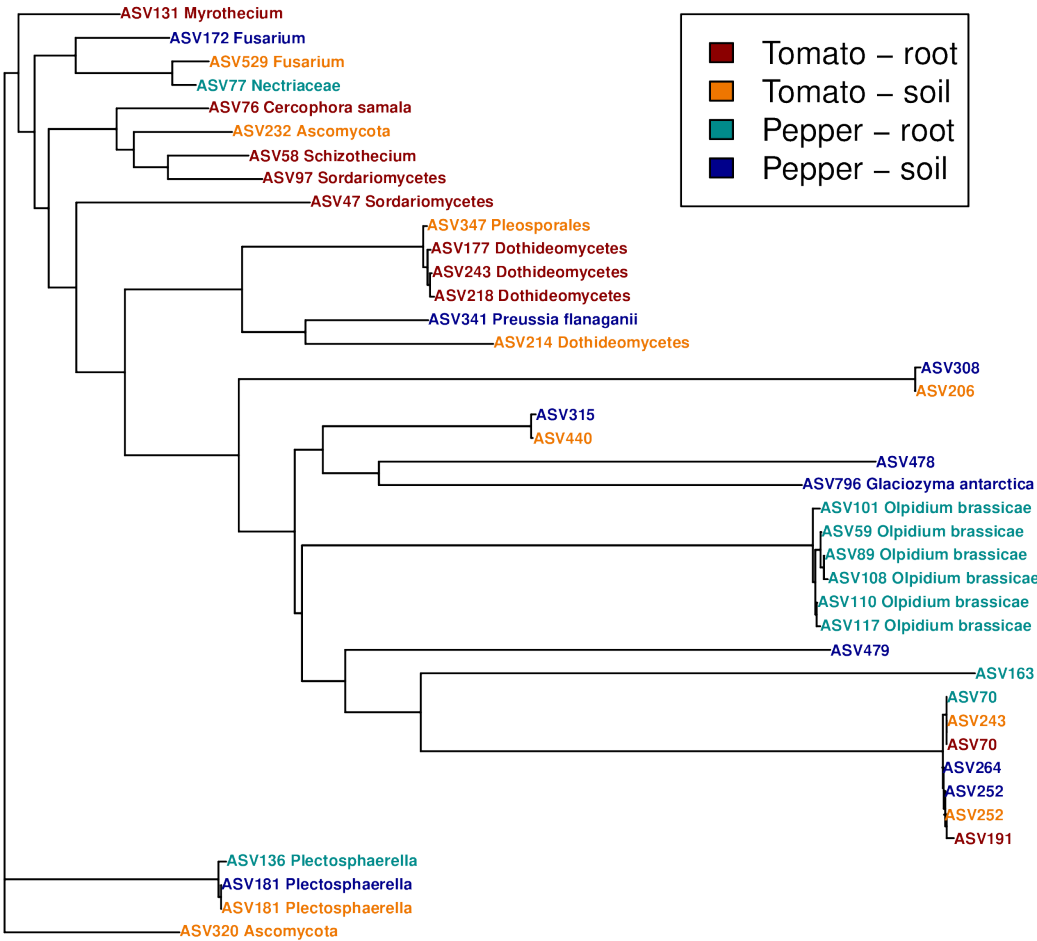 ASV131 Myrothecium
ASV172 Fusarium
ASV529 Fusarium
ASV77 Nectriaceae
ASV76 Cercophora samala
ASV232 Ascomycota
ASV58 Schizothecium
ASV97 Sordariomycetes
ASV47 Sordariomycetes
ASV347 Pleosporales
ASV177 Dothideomycetes
ASV243 Dothideomycetes
ASV218 Dothideomycetes
ASV341 Preussia flanaganii
ASV214 Dothideomycetes
ASV308
ASV206
ASV315
ASV440
ASV478
ASV796 Glaciozyma antarctica
ASV101 Olpidium brassicae
ASV59 Olpidium brassicae
ASV89 Olpidium brassicae
ASV108 Olpidium brassicae
ASV110 Olpidium brassicae
ASV117 Olpidium brassicae
ASV479
ASV163
ASV70
ASV243
ASV70
ASV264
ASV252
ASV252
ASV191
ASV136 Plectosphaerella
ASV181 Plectosphaerella
ASV181 Plectosphaerella
ASV320 Ascomycota
Tomato – root
Tomato – soil
Pepper – root
Pepper – soil